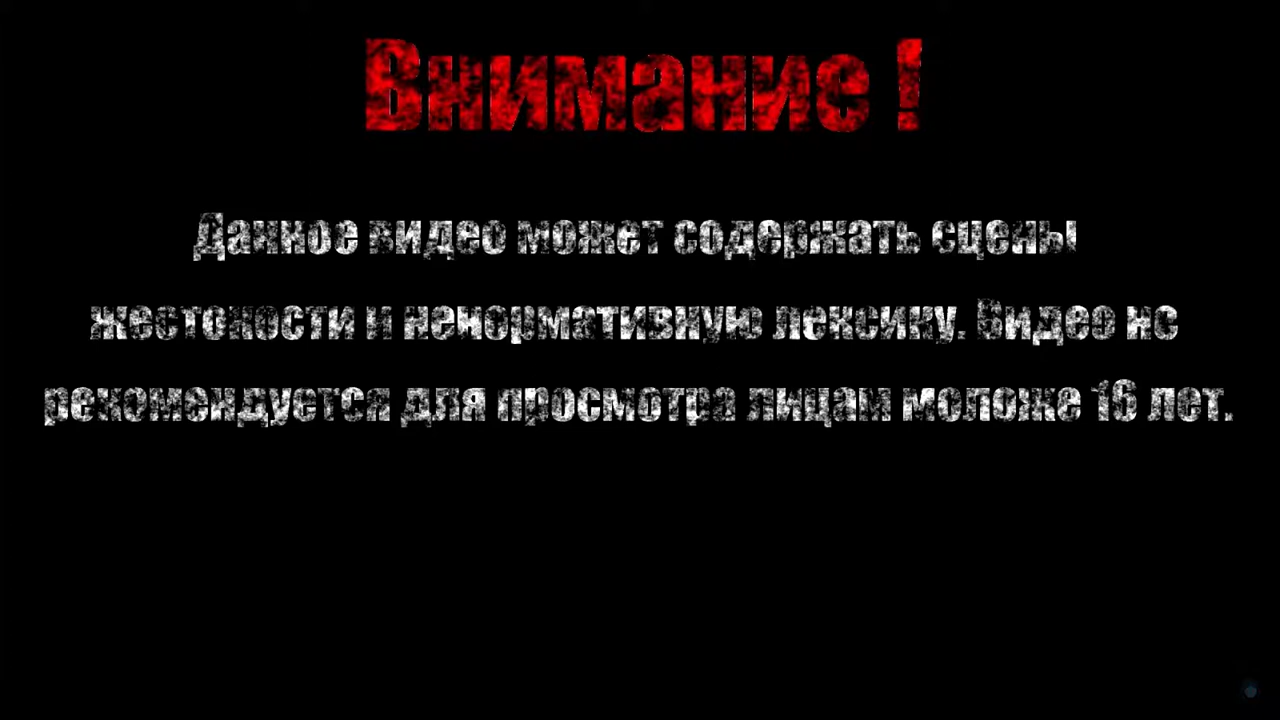 Внимание !
Данное видео может содержать сцены
жестокости и ненормативную лексику. Видео не
рекомендуется для просмотра лицам моложе 16 лет.